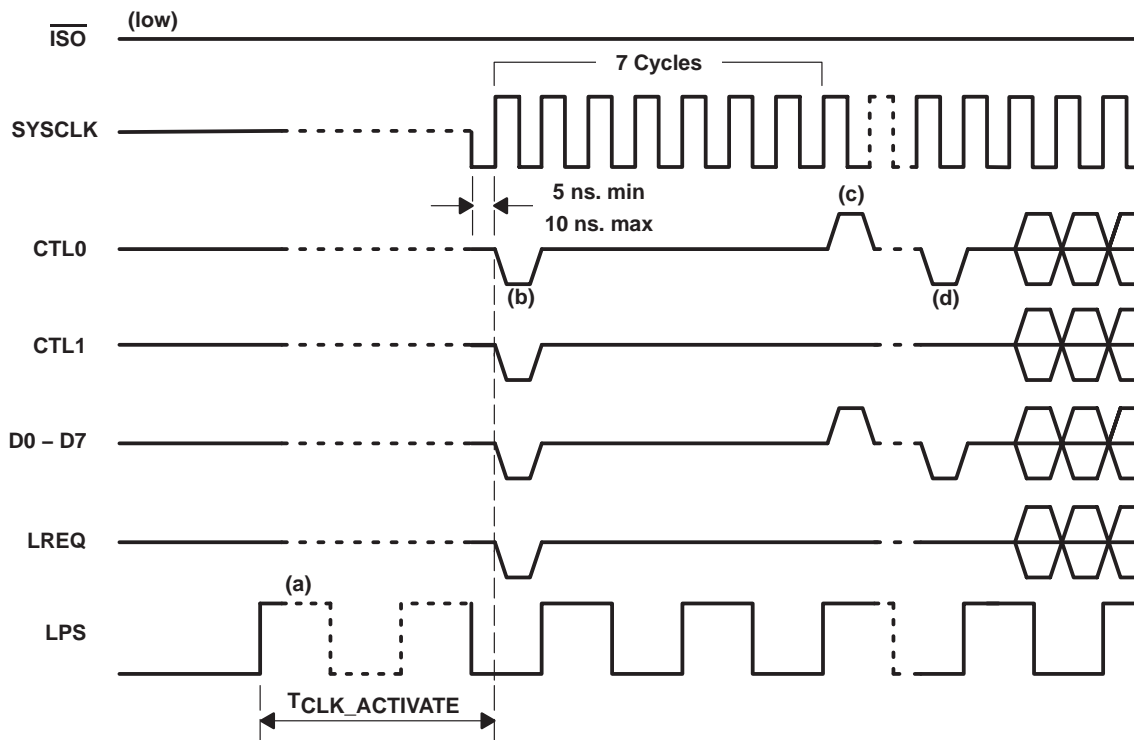 (low)
ISO
7 Cycles
SYSCLK
5 ns. min
10 ns. max
(c)
CTL0
(b)
(d)
CTL1
D0 – D7
LREQ
(a)
LPS
TCLK_ACTIVATE